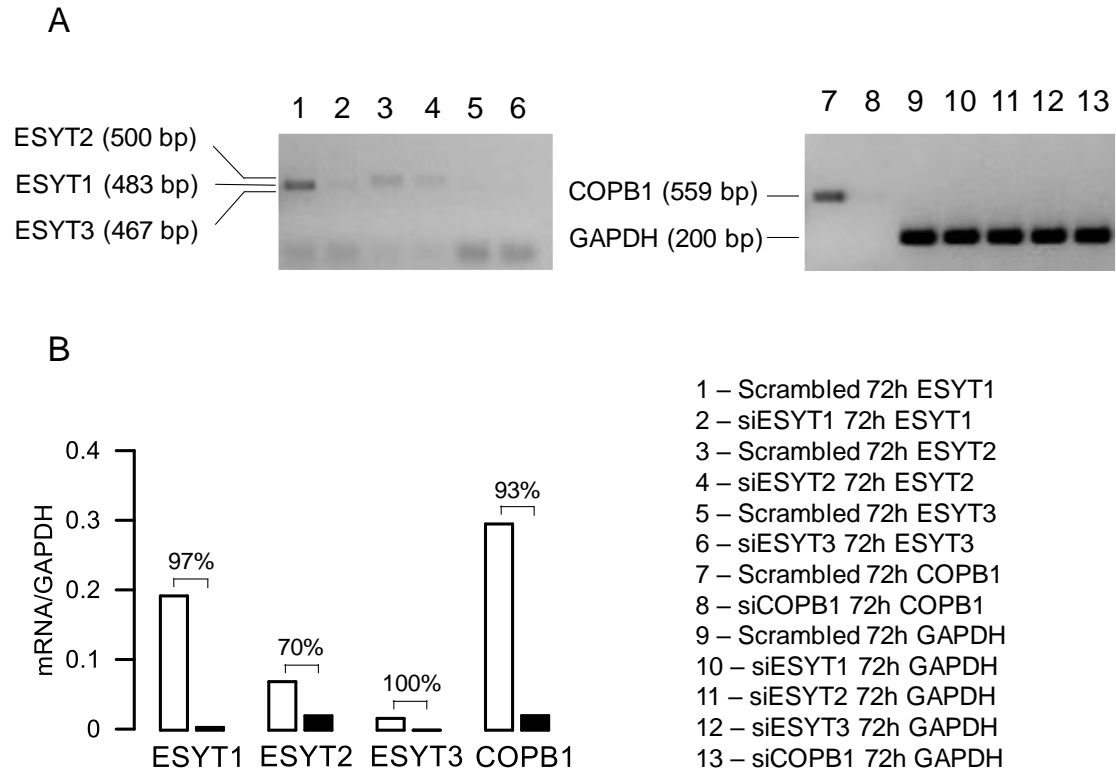 A
1 2 3 4 5 6
ESYT2 (500 bp)
ESYT1 (483 bp)
ESYT3 (467 bp)
7 8 9 10 11 12 13
COPB1 (559 bp)
GAPDH (200 bp)
B
mRNA/GAPDH
0.4
0.3
0.2
0.1
0
97%
70%
100%
93%
ESYT1 ESYT2 ESYT3 COPB1
1 – Scrambled 72h ESYT1
2 – siESYT1 72h ESYT1
3 – Scrambled 72h ESYT2
4 – siESYT2 72h ESYT2
5 – Scrambled 72h ESYT3
6 – siESYT3 72h ESYT3
7 – Scrambled 72h COPB1
8 – siCOPB1 72h COPB1
9 – Scrambled 72h GAPDH
10 – siESYT1 72h GAPDH
11 – siESYT2 72h GAPDH
12 – siESYT3 72h GAPDH
13 – siCOPB1 72h GAPDH